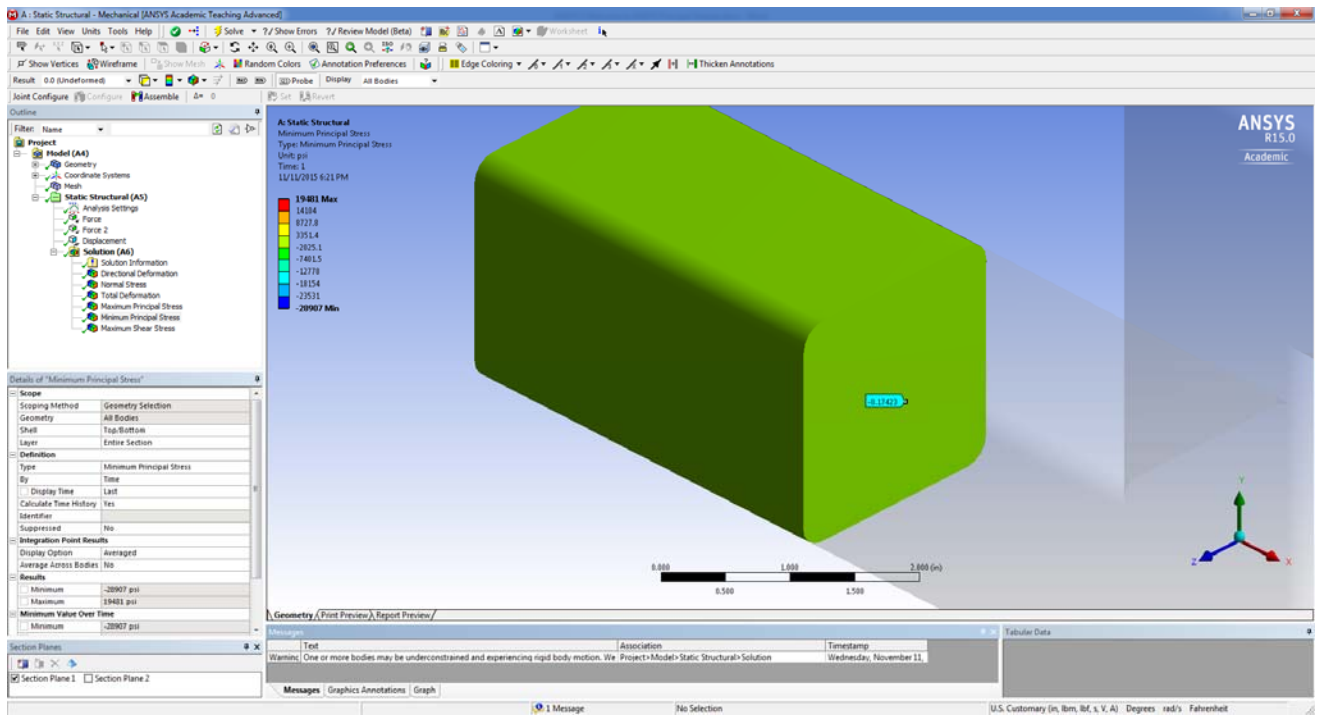 A : Static Structural - Mechanical [ANSYS Academic Teaching Advanced]
File Edit View Units Tools Help Solve ?/ Show Errors ?/ Review Model (Beta) A Worksheet
Show Vertices Wireframe Show Mesh Random Colors Annotation Preferences Edge Coloring Thicken Annotations
Result 0.0 (Undeformed) Probe Display All Bodies
Joint Configure Configure Assemble Δ= 0 Set Revert
Outline
Filter: Name
Project
Model (A4)
Geometry
Coordinate Systems
Mesh
Static Structural (A5)
Analysis Settings
Force
Force 2
Displacement
Solution (A6)
Solution Information
Directional Deformation
Normal Stress
Total Deformation
Maximum Principal Stress
Minimum Principal Stress
Maximum Shear Stress
Details of "Minimum Principal Stress"
Scope
Scoping Method Geometry Selection
Geometry All Bodies
Shell Top/Bottom
Layer Entire Section
Definition
Type Minimum Principal Stress
By Time
Display Time Last
Calculate Time History Yes
Identifier
Suppressed No
Integration Point Results
Display Option Averaged
Average Across Bodies No
Results
Minimum -28907 psi
Maximum 19481 psi
Minimum Value Over Time
Minimum -28907 psi
Section Planes
Section Plane 1 Section Plane 2
A: Static Structural
Minimum Principal Stress
Type: Minimum Principal Stress
Unit: psi
Time: 1
11/11/2015 6:21 PM
19481 Max
14104
8727.8
3351.4
-2025.1
-7401.5
-12778
-18154
-23531
-28907 Min
ANSYS
R15.0
Academic
-0.17423
0.000 1.000 2.000 (in)
0.500 1.500
Y
Z X
Geometry Print Preview Report Preview
Messages
Text Association Timestamp
Warning One or more bodies may be underconstrained and experiencing rigid body motion. We Project>Model>Static Structural>Solution Wednesday, November 11,
Messages Graphics Annotations Graph
Tabular Data
1 Message No Selection U.S. Customary (in, lbm, lbf, s, V, A) Degrees rad/s Fahrenheit